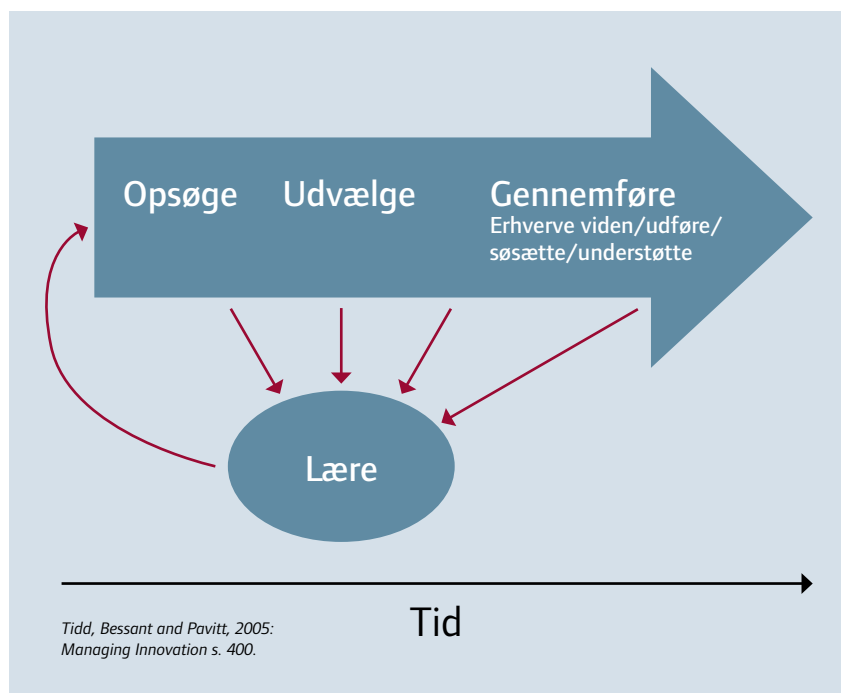 Opsøge
Udvælge
Gennemføre
Erhverve viden/udføre/
søsætte/understøtte
Lære
Tid
Tidd, Bessant and Pavitt, 2005:
Managing Innovation s. 400.